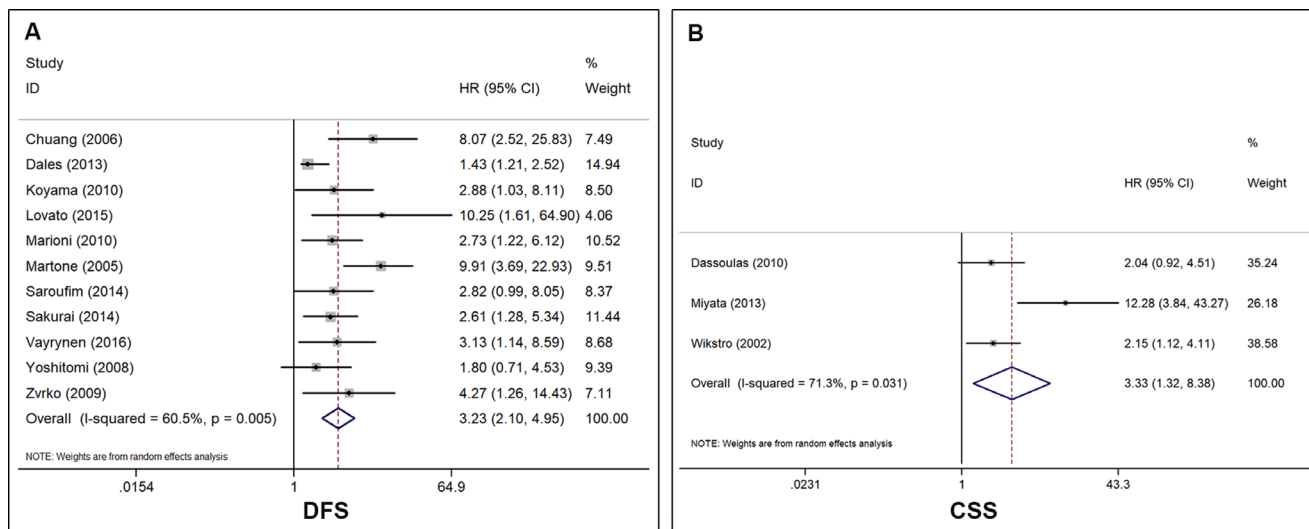 A
Study %
ID HR (95% CI) Weight
Chuang (2006) 8.07 (2.52, 25.83) 7.49
Dales (2013) 1.43 (1.21, 2.52) 14.94
Koyama (2010) 2.88 (1.03, 8.11) 8.50
Lovato (2015) 10.25 (1.61, 64.90) 4.06
Marioni (2010) 2.73 (1.22, 6.12) 10.52
Martone (2005) 9.91 (3.69, 22.93) 9.51
Saroufim (2014) 2.82 (0.99, 8.05) 8.37
Sakurai (2014) 2.61 (1.28, 5.34) 11.44
Vayrynen (2016) 3.13 (1.14, 8.59) 8.68
Yoshitomi (2008) 1.80 (0.71, 4.53) 9.39
Zvrko (2009) 4.27 (1.26, 14.43) 7.11
Overall (I-squared = 60.5%, p = 0.005) 3.23 (2.10, 4.95) 100.00
NOTE: Weights are from random effects analysis
.0154 1 64.9
DFS
B
Study %
ID HR (95% CI) Weight
Dassoulas (2010) 2.04 (0.92, 4.51) 35.24
Miyata (2013) 12.28 (3.84, 43.27) 26.18
Wikstro (2002) 2.15 (1.12, 4.11) 38.58
Overall (I-squared = 71.3%, p = 0.031) 3.33 (1.32, 8.38) 100.00
NOTE: Weights are from random effects analysis
.0231 1 43.3
CSS